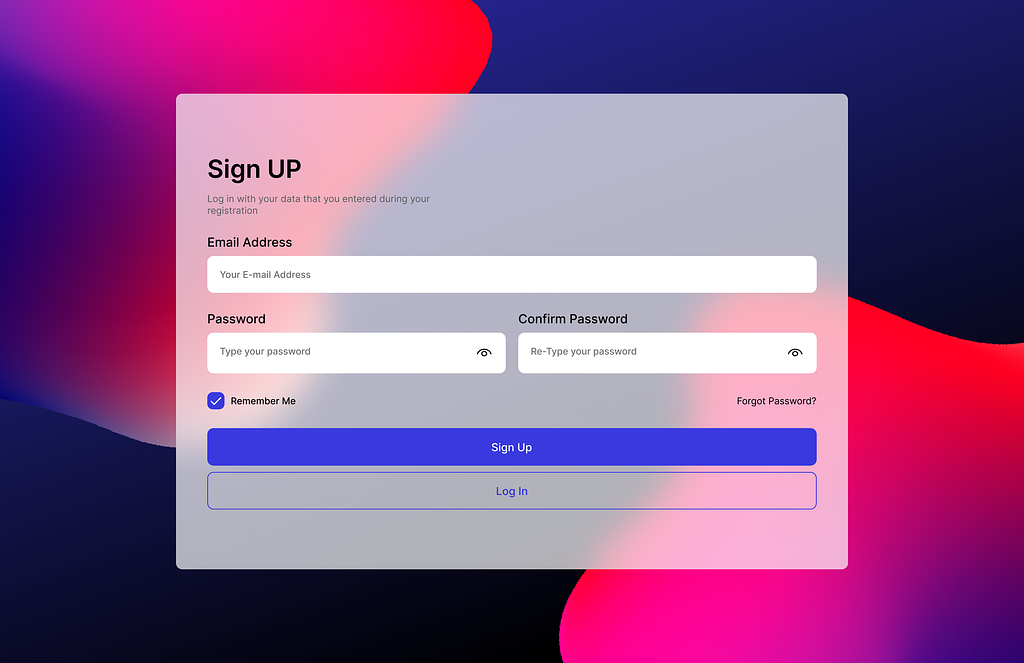 Sign UP
Log in with your data that you entered during your
registration
Email Address
Your E-mail Address
Password
Confirm Password
Type your password
Re-Type your password
Remember Me
Forgot Password?
Sign Up
Log In